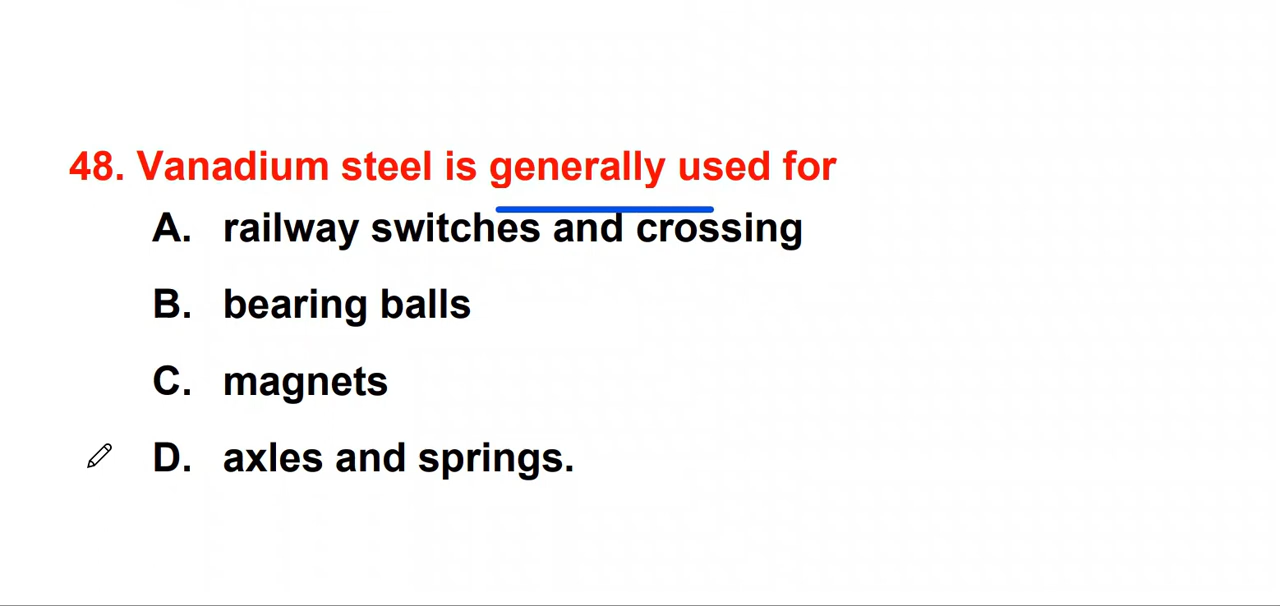 48. Vanadium steel is generally used for
A. railway switches and crossing
B. bearing balls
C. magnets
D. axles and springs.